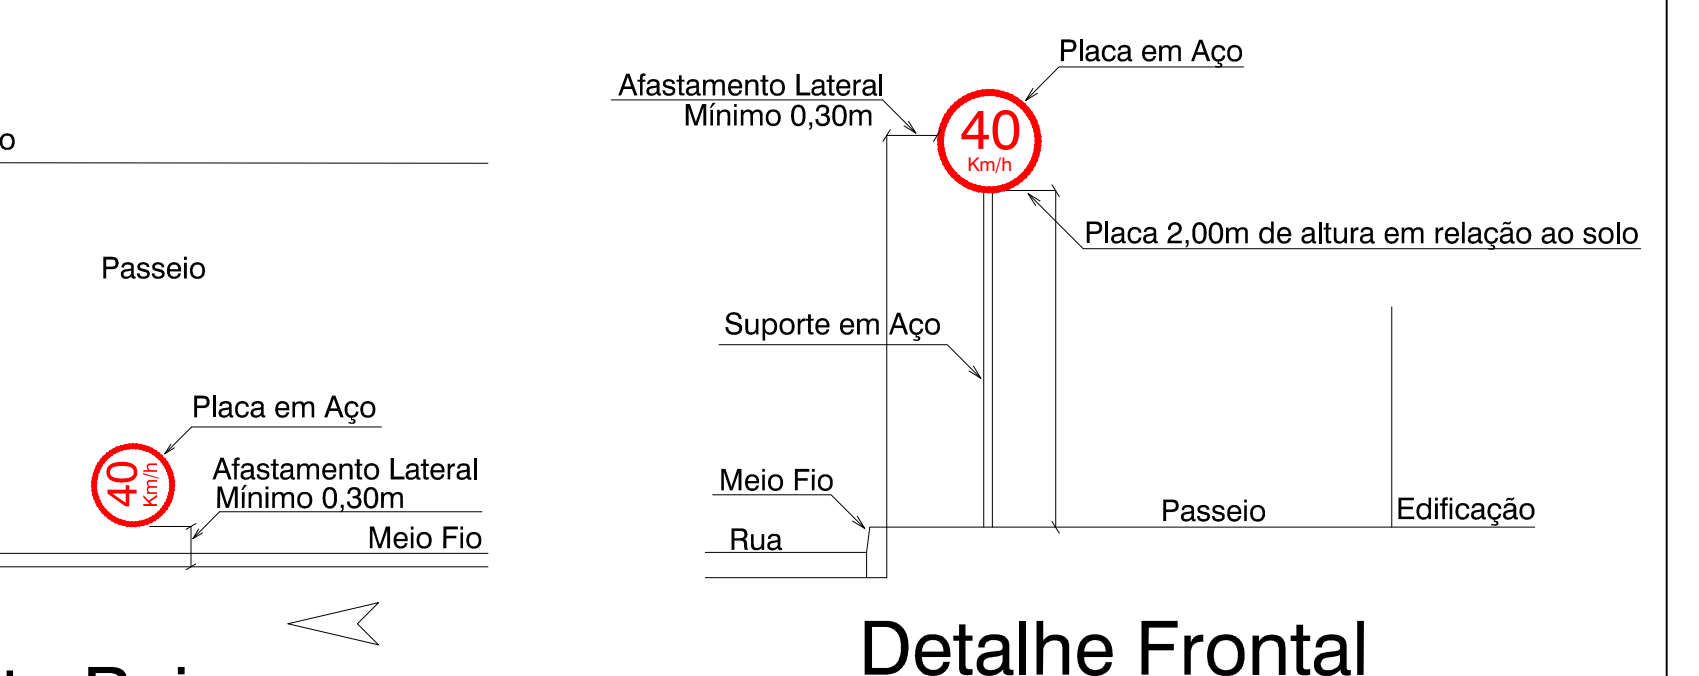 Passeio
Placa em Aço
40
Km/h
Afastamento Lateral
Mínimo 0,30m
Meio Fio
Placa em Aço
Afastamento Lateral
Mínimo 0,30m
40
Km/h
Placa 2,00m de altura em relação ao solo
Suporte em Aço
Meio Fio
Rua
Passeio
Edificação
Detalhe Frontal